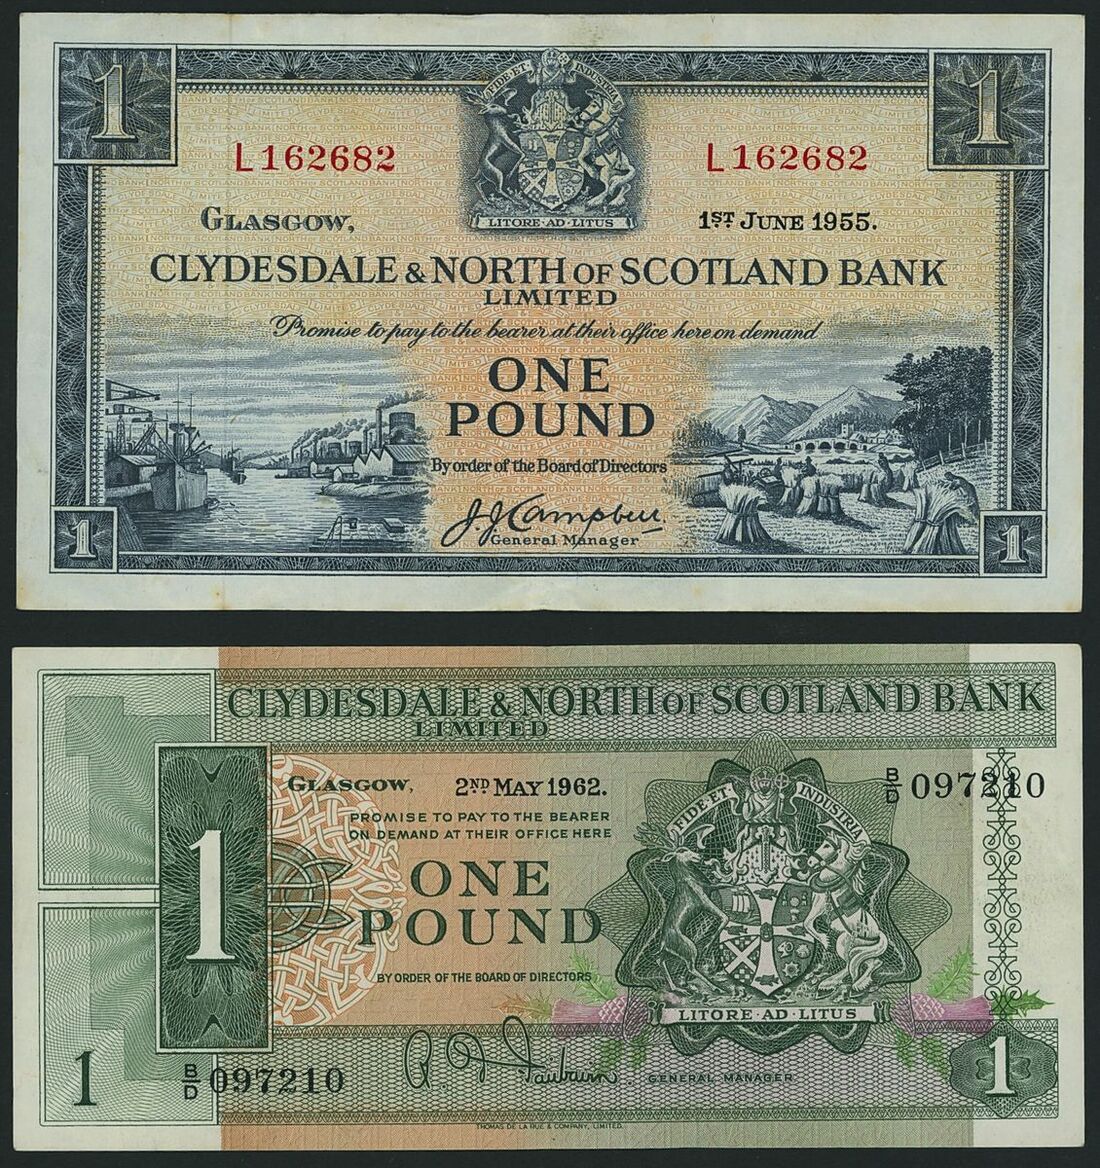 1 1
FIDE·ET· INDUSTRIA
L162682 L162682
LITORE·AD·LITUS
GLASGOW, 1ST JUNE 1955.
CLYDESDALE & NORTH OF SCOTLAND BANK
LIMITED
Promise to pay to the bearer at their office here on demand
ONE
POUND
By order of the Board of Directors
J.J. Campbell
General Manager
1 1
CLYDESDALE & NORTH OF SCOTLAND BANK
LIMITED
GLASGOW, 2ND MAY 1962.
B/D 097210
FIDE·ET· INDUSTRIA
PROMISE TO PAY TO THE BEARER
ON DEMAND AT THEIR OFFICE HERE
1
ONE
POUND
BY ORDER OF THE BOARD OF DIRECTORS
LITORE·AD·LITUS
1 B/D 097210 R. D. Fairbairn GENERAL MANAGER 1
THOMAS DE LA RUE & COMPANY, LIMITED.